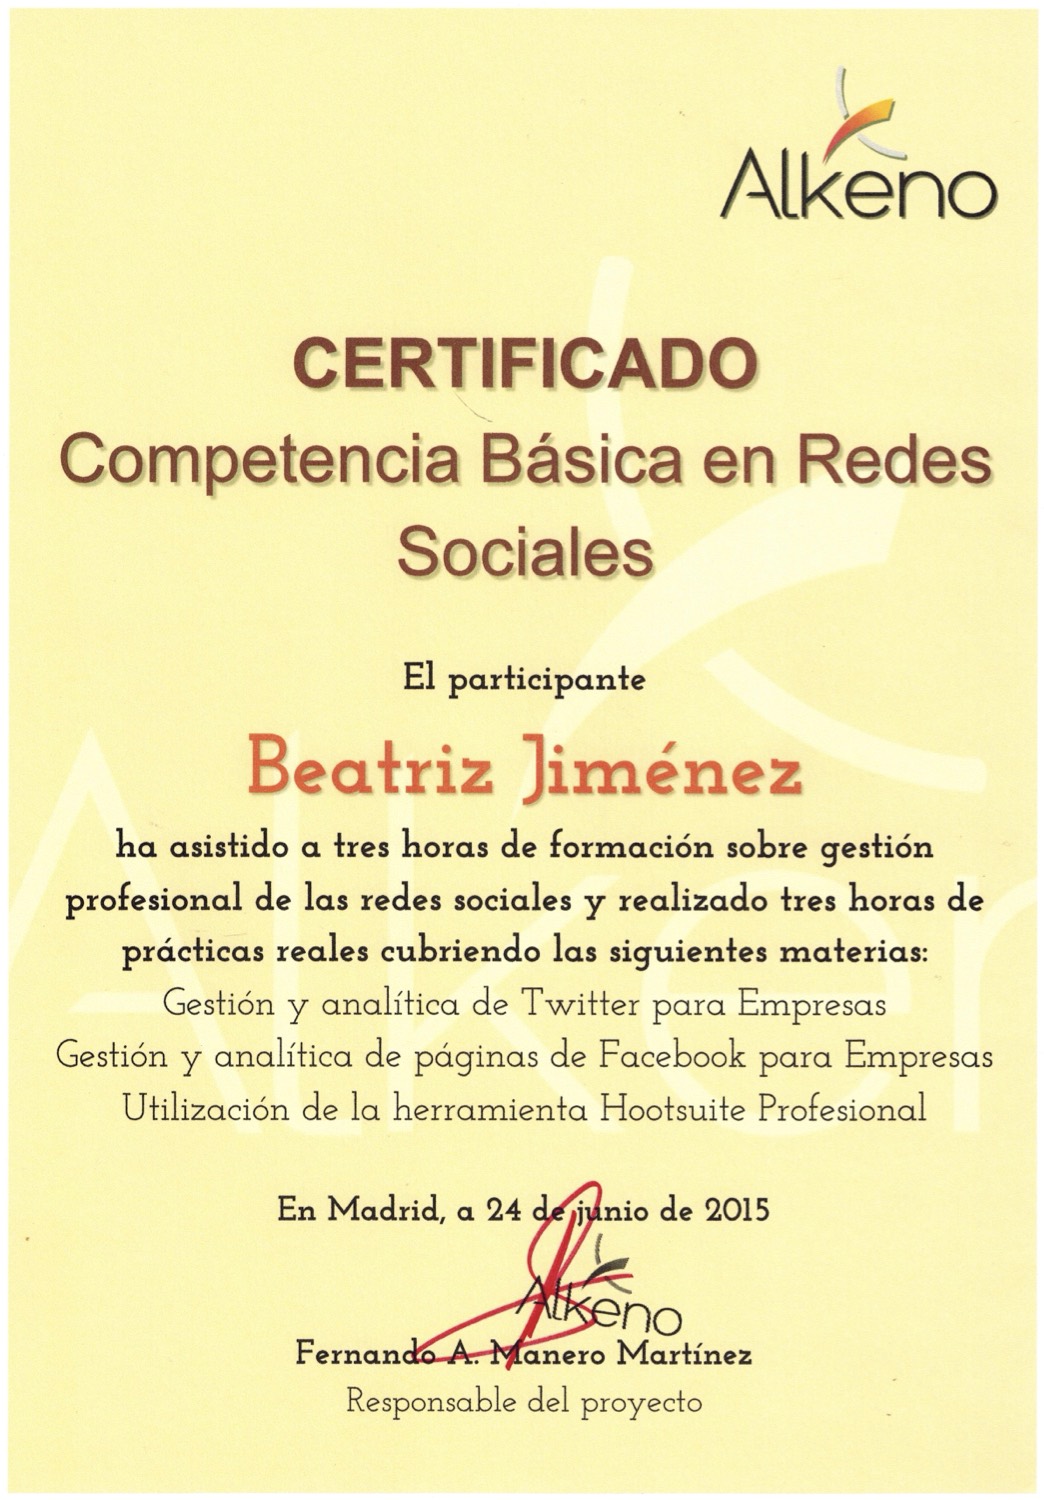 Alkeno
CERTIFICADO
Competencia Básica en Redes
Sociales
El participante
Beatriz Jiménez
ha asistido a tres horas de formación sobre gestión
profesional de las redes sociales y realizado tres horas de
prácticas reales cubriendo las siguientes materias:
Gestión y analítica de Twitter para Empresas
Gestión y analítica de páginas de Facebook para Empresas
Utilización de la herramienta Hootsuite Profesional
En Madrid, a 24 de junio de 2015
Alkeno
Fernando A. Manero Martínez
Responsable del proyecto